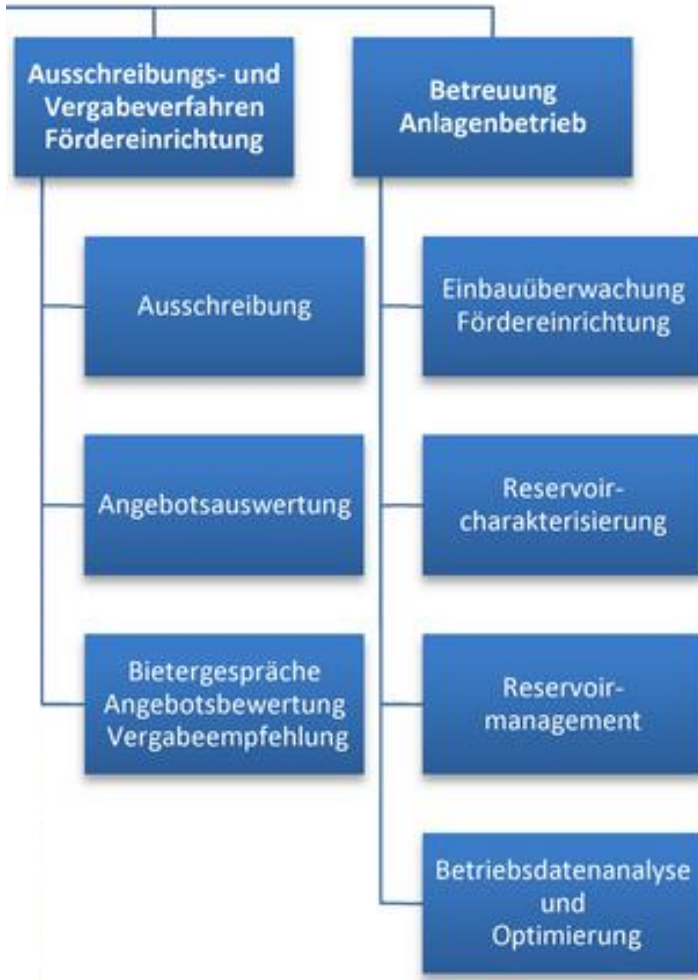 Ausschreibungs- und
Vergabeverfahren
Fördereinrichtung
Ausschreibung
Angebotsauswertung
Bietergespräche
Angebotsbewertung
Vergabeempfehlung
Betreuung
Anlagenbetrieb
Einbauüberwachung
Fördereinrichtung
Reservoir-
charakterisierung
Reservoir-
management
Betriebsdatenanalyse
und
Optimierung